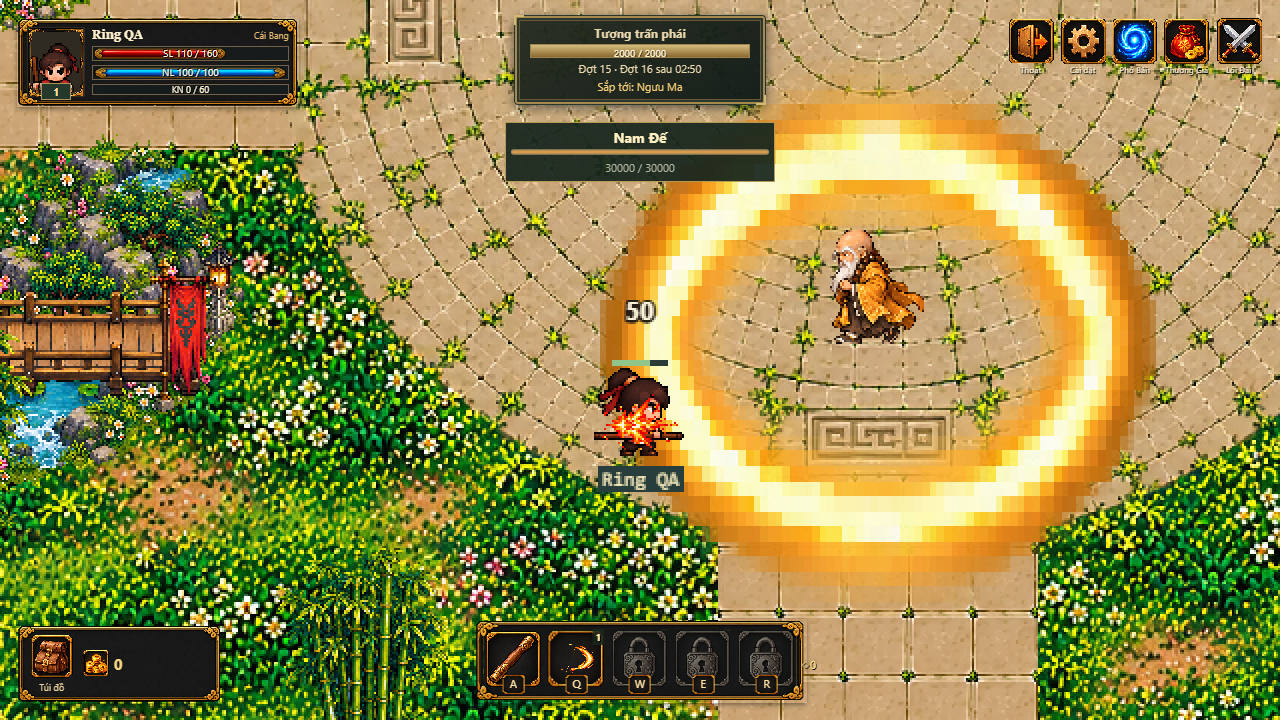 Ring QA
Cái Bang
SL 110 / 160
NL 100 / 100
KN 0 / 60
1
Tượng trấn phái
2000 / 2000
Đợt 15 · Đợt 16 sau 02:50
Sắp tới: Ngưu Ma
Thoát
Cài đặt
Phó Bản
Thương Gia
Lôi Đài
Nam Đế
30000 / 30000
50
Ring QA
Túi đồ
0
A
1
Q
W
E
R